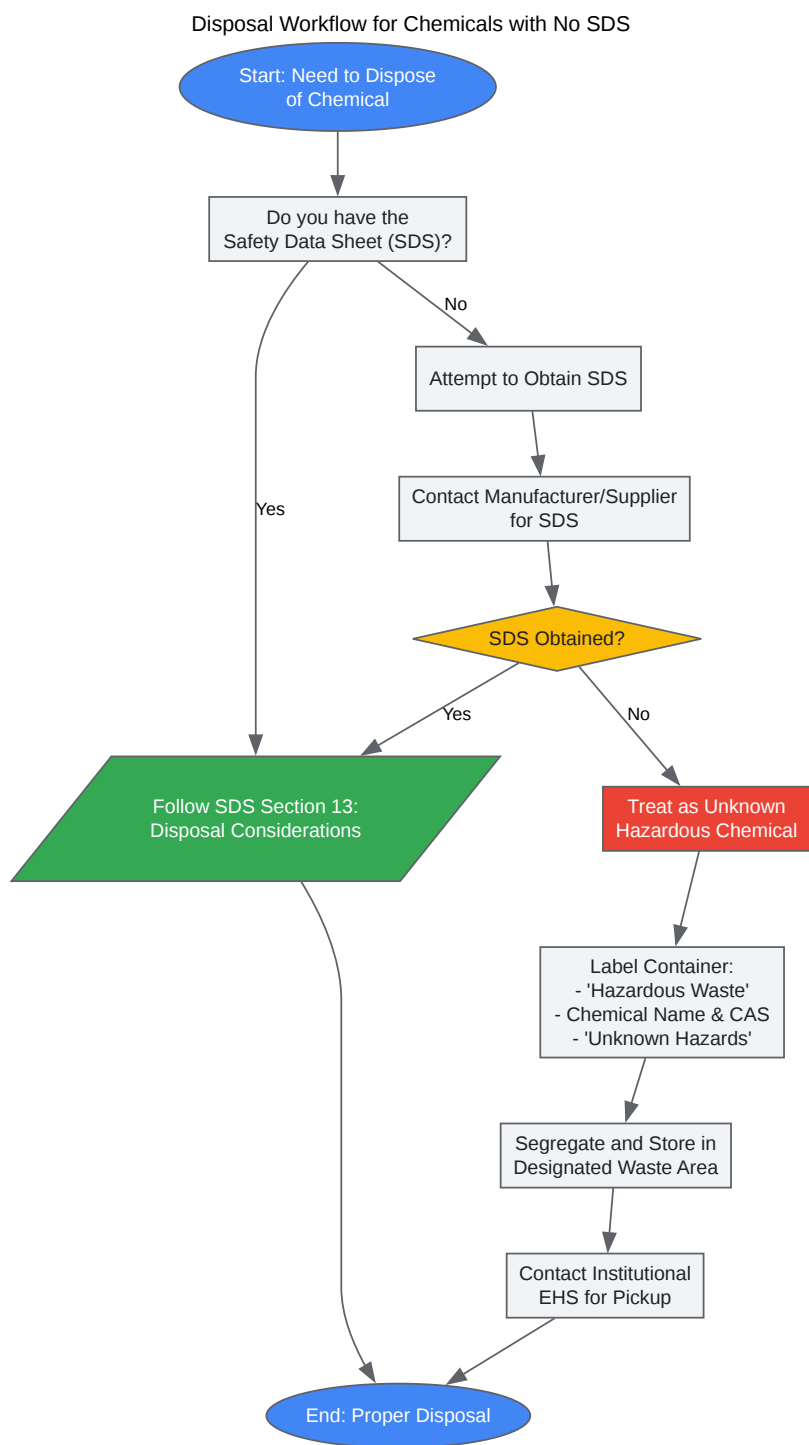 Disposal Workflow for Chemicals with No SDS
Start: Need to Dispose
of Chemical
Do you have the
Safety Data Sheet (SDS)?
No
Attempt to Obtain SDS
Contact Manufacturer/Supplier
for SDS
Yes
SDS Obtained?
Yes
No
Follow SDS Section 13:
Disposal Considerations
Treat as Unknown
Hazardous Chemical
Label Container:
- 'Hazardous Waste'
- Chemical Name & CAS
- 'Unknown Hazards'
Segregate and Store in
Designated Waste Area
Contact Institutional
EHS for Pickup
End: Proper Disposal